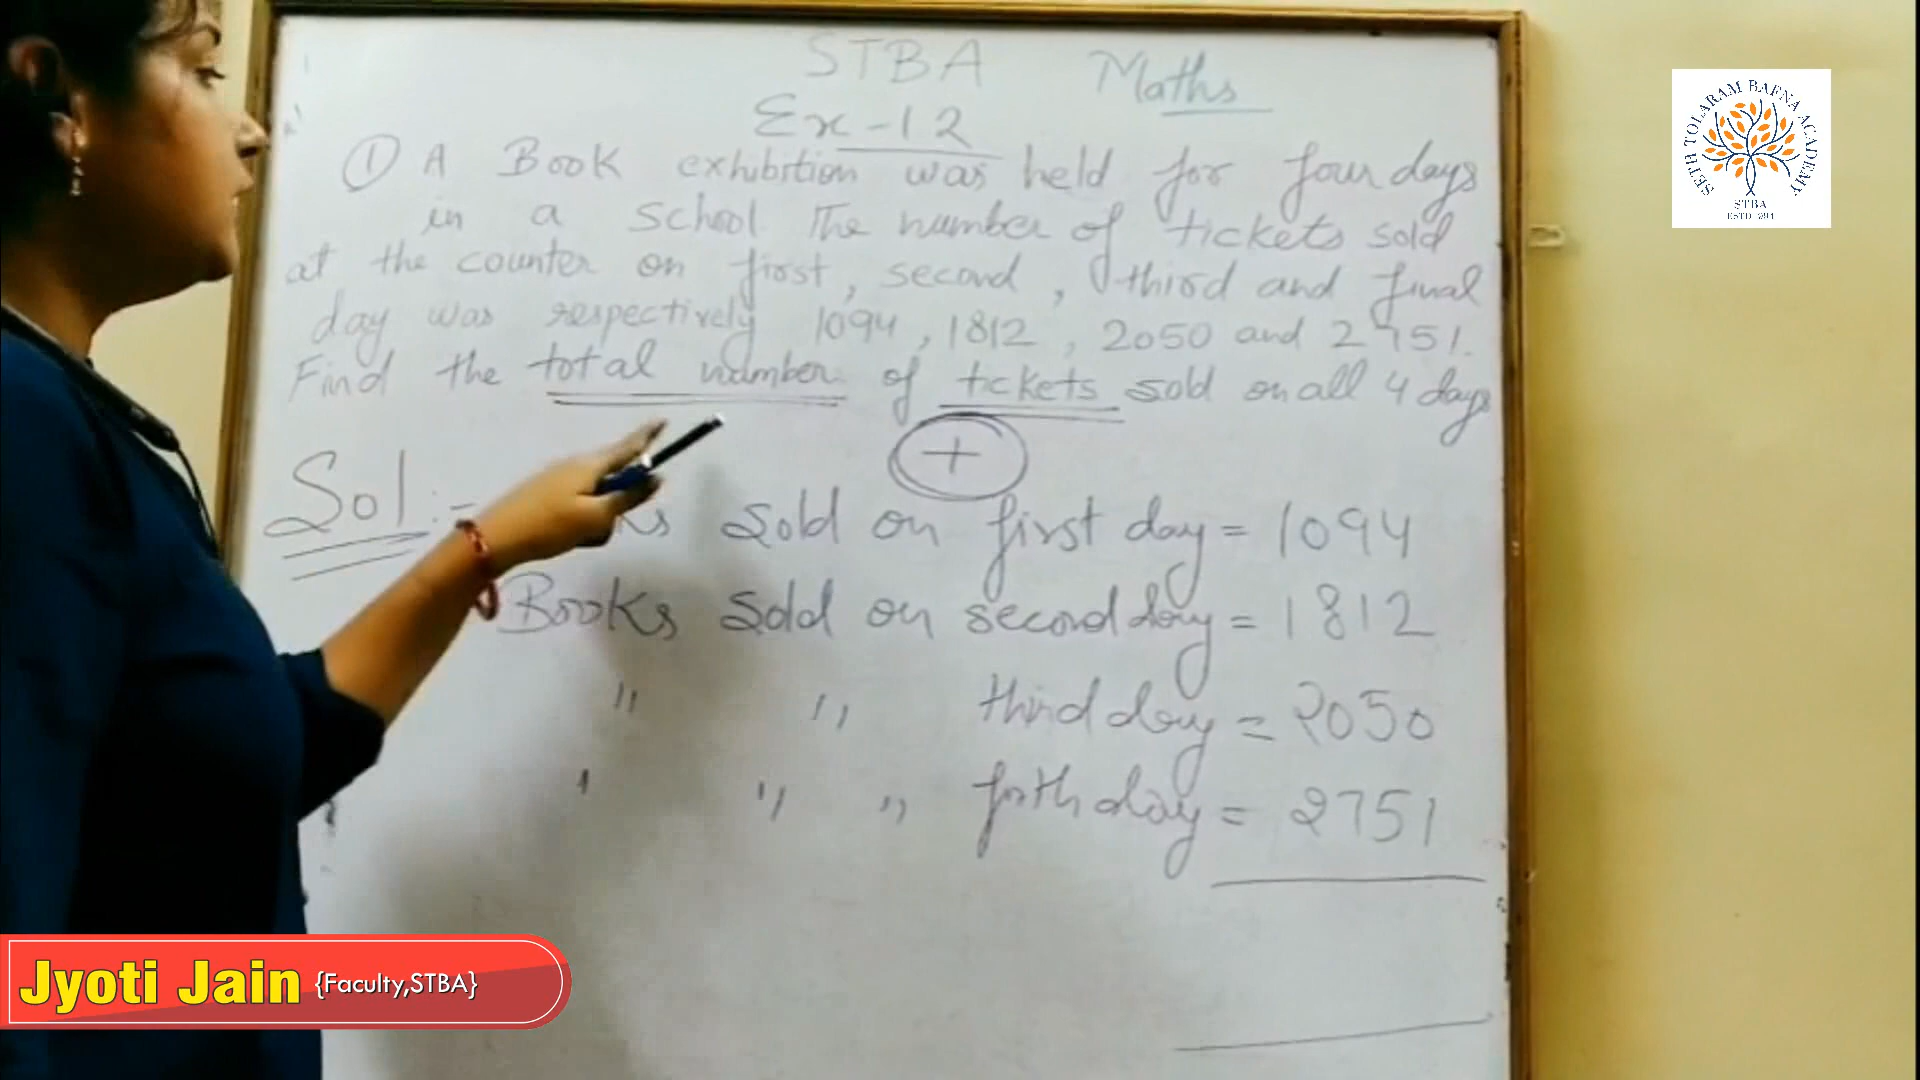 STBA Maths
Ex-12
① A Book exhibition was held for four days
in a school. The number of tickets sold
at the counter on first, second, third and final
day was respectively 1094, 1812, 2050 and 2751.
Find the total number of tickets sold on all 4 days
+
Sol:- sold on first day = 1094
Books sold on second day = 1812
" " third day = 2050
" " " forth day = 2751
SETH TOLARAM BAFNA ACADEMY
STBA
Jyoti Jain {Faculty,STBA}